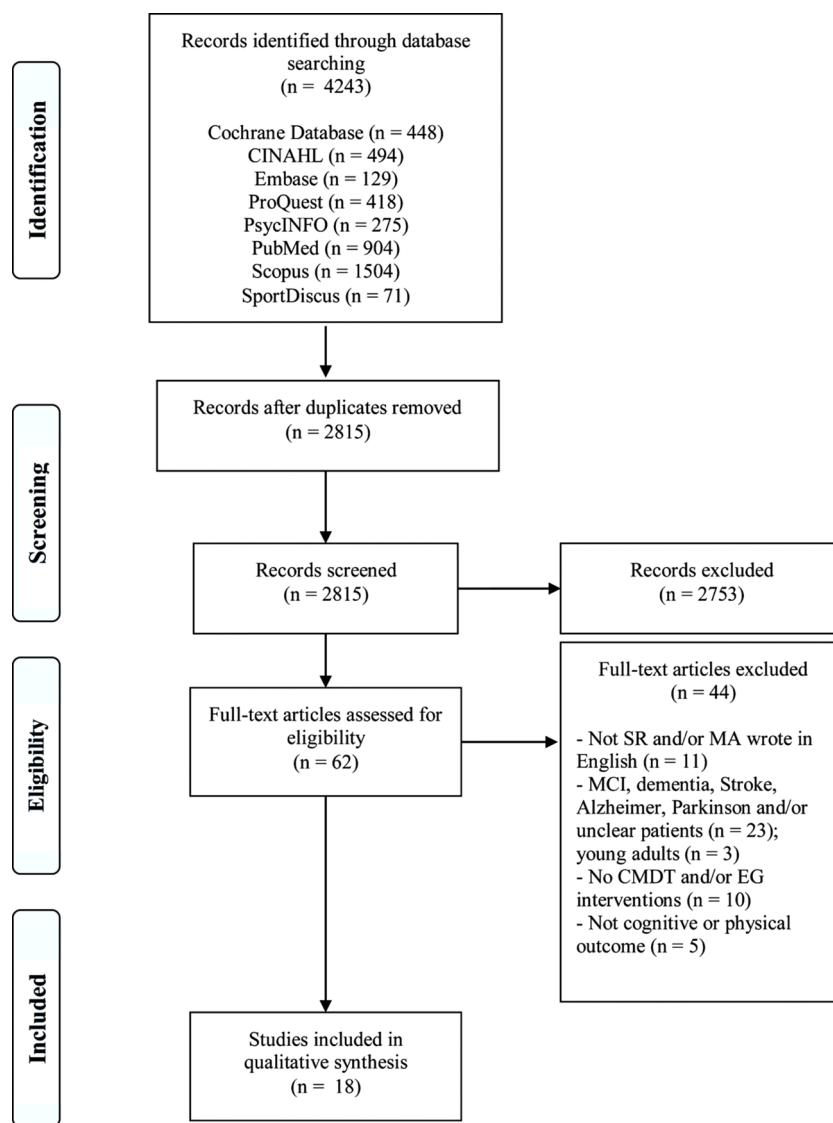 Identification
Records identified through database
searching
(n = 4243)
Cochrane Database (n = 448)
CINAHL (n = 494)
Embase (n = 129)
ProQuest (n = 418)
PsycINFO (n = 275)
PubMed (n = 904)
Scopus (n = 1504)
SportDiscus (n = 71)
Screening
Records after duplicates removed
(n = 2815)
Records screened
(n = 2815)
Records excluded
(n = 2753)
Eligibility
Full-text articles assessed for
eligibility
(n = 62)
Full-text articles excluded
(n = 44)
- Not SR and/or MA wrote in
English (n = 11)
- MCI, dementia, Stroke,
Alzheimer, Parkinson and/or
unclear patients (n = 23);
young adults (n = 3)
- No CMDT and/or EG
interventions (n = 10)
- Not cognitive or physical
outcome (n = 5)
Included
Studies included in
qualitative synthesis
(n = 18)